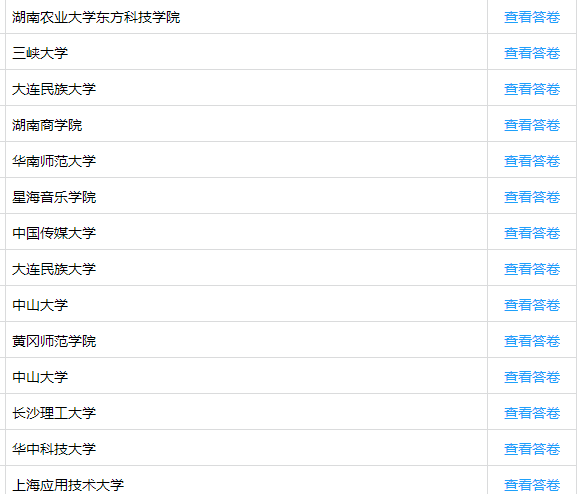 湖南农业大学东方科技学院 查看答卷
三峡大学 查看答卷
大连民族大学 查看答卷
湖南商学院 查看答卷
华南师范大学 查看答卷
星海音乐学院 查看答卷
中国传媒大学 查看答卷
大连民族大学 查看答卷
中山大学 查看答卷
黄冈师范学院 查看答卷
中山大学 查看答卷
长沙理工大学 查看答卷
华中科技大学 查看答卷
上海应用技术大学 查看答卷